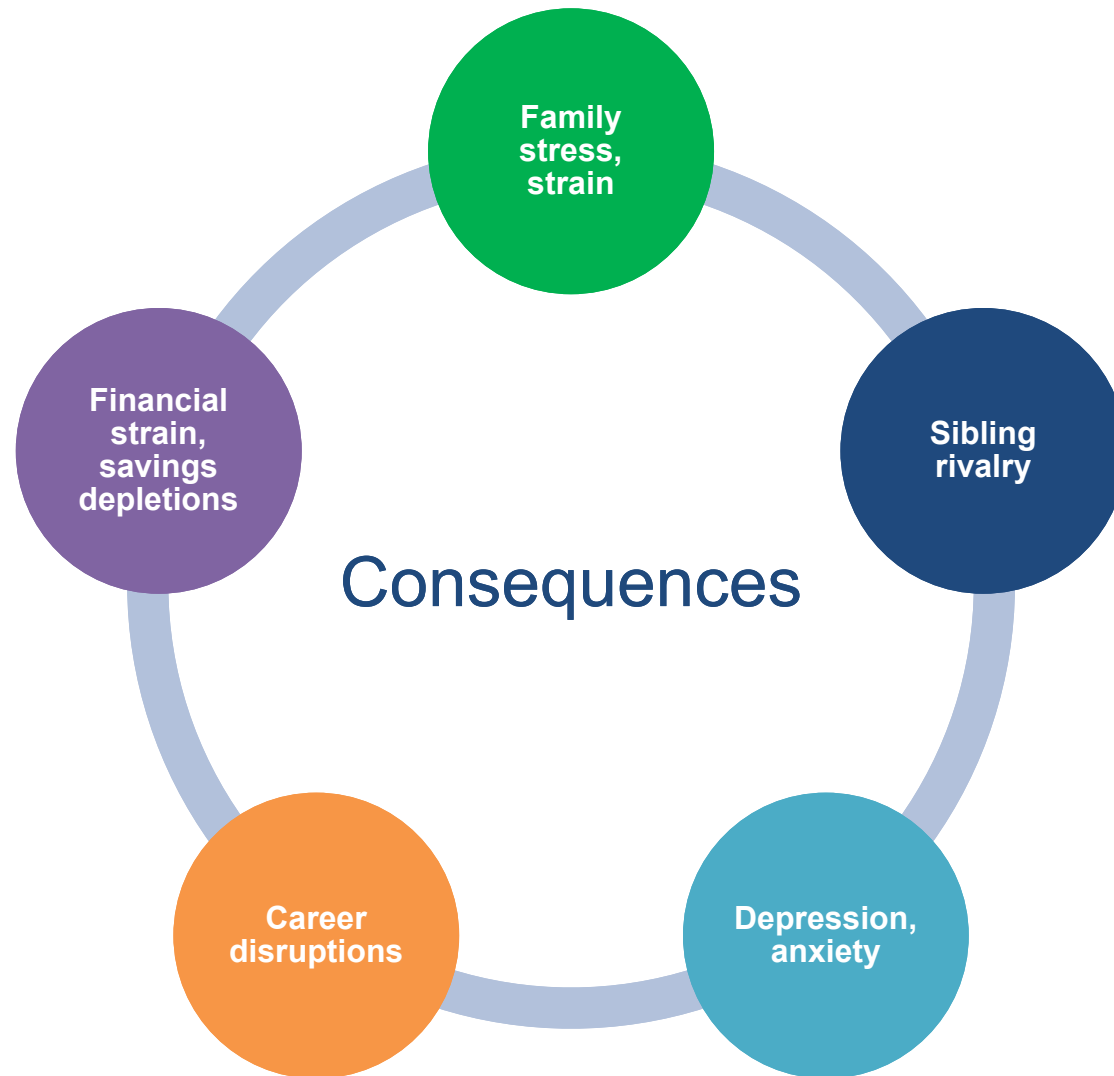 Family
stress,
strain
Sibling
rivalry
Depression,
anxiety
Career
disruptions
Financial
strain,
savings
depletions
Consequences